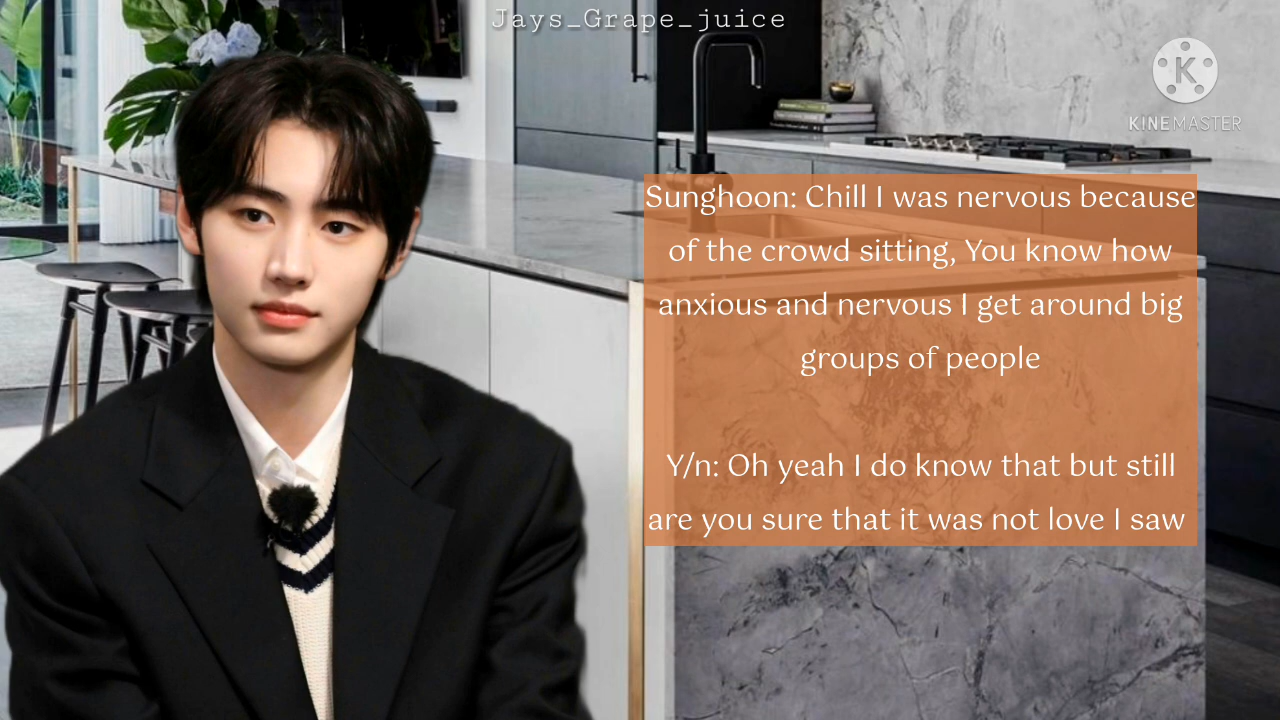 Jays_Grape_juice
K
KINEMASTER
Sunghoon: Chill I was nervous because
of the crowd sitting, You know how
anxious and nervous I get around big
groups of people
Y/n: Oh yeah I do know that but still
are you sure that it was not love I saw